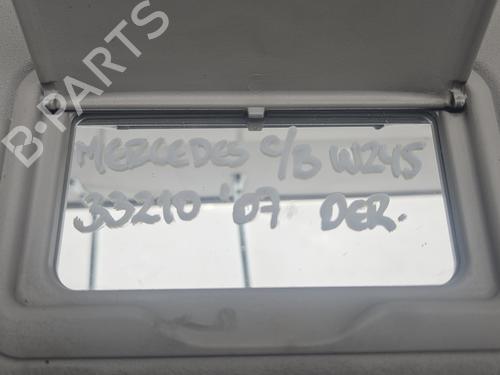 B-PARTS
MERCEDES C/B W245
33210 '07 DER.